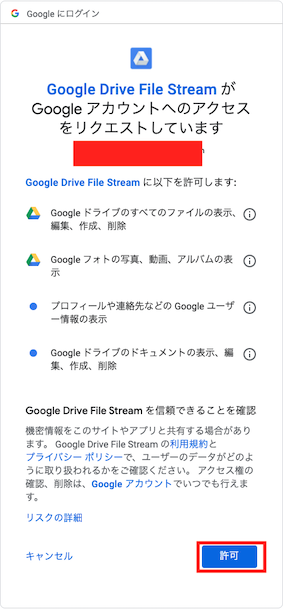 Google にログイン
Google Drive File Stream が
Google アカウントへのアクセス
をリクエストしています
Google Drive File Stream に以下を許可します:
Google ドライブのすべてのファイルの表示、
編集、作成、削除
Google フォトの写真、動画、アルバムの表
示
プロフィールや連絡先などの Google ユーザ
ー情報の表示
Google ドライブのドキュメントの表示、編
集、作成、削除
Google Drive File Stream を信頼できることを確認
機密情報をこのサイトやアプリと共有する場合があり
ます。 Google Drive File Stream の利用規約と
プライバシー ポリシーで、ユーザーのデータがどのよ
うに取り扱われるかをご確認ください。 アクセス権の
確認、削除は、Google アカウントでいつでも行えま
す。
リスクの詳細
キャンセル
許可